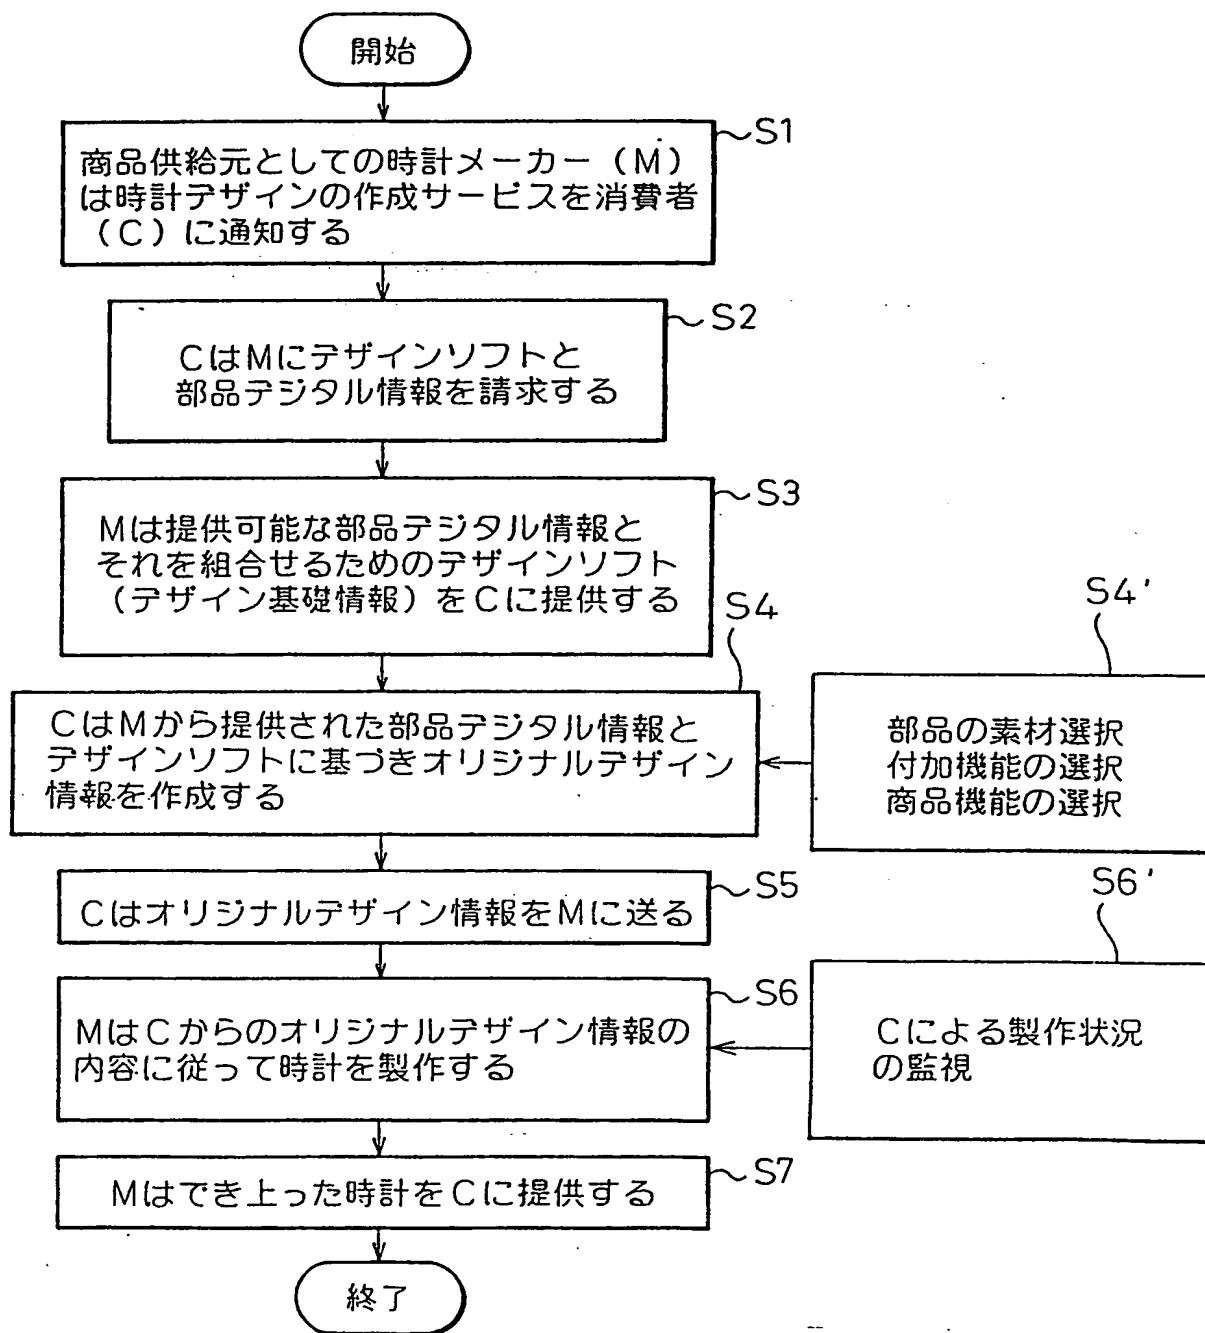 開始
S1
商品供給元としての時計メーカー(M)
は時計デザインの作成サービスを消費者
(C)に通知する
S2
CはMにデザインソフトと
部品デジタル情報を請求する
S3
Mは提供可能な部品デジタル情報と
それを組合せるためのデザインソフト
(デザイン基礎情報)をCに提供する
S4
CはMから提供された部品デジタル情報と
デザインソフトに基づきオリジナルデザイン
情報を作成する
S4'
部品の素材選択
付加機能の選択
商品機能の選択
S5
Cはオリジナルデザイン情報をMに送る
S6
MはCからのオリジナルデザイン情報の
内容に従って時計を製作する
S6'
Cによる製作状況
の監視
S7
Mはでき上った時計をCに提供する
終了